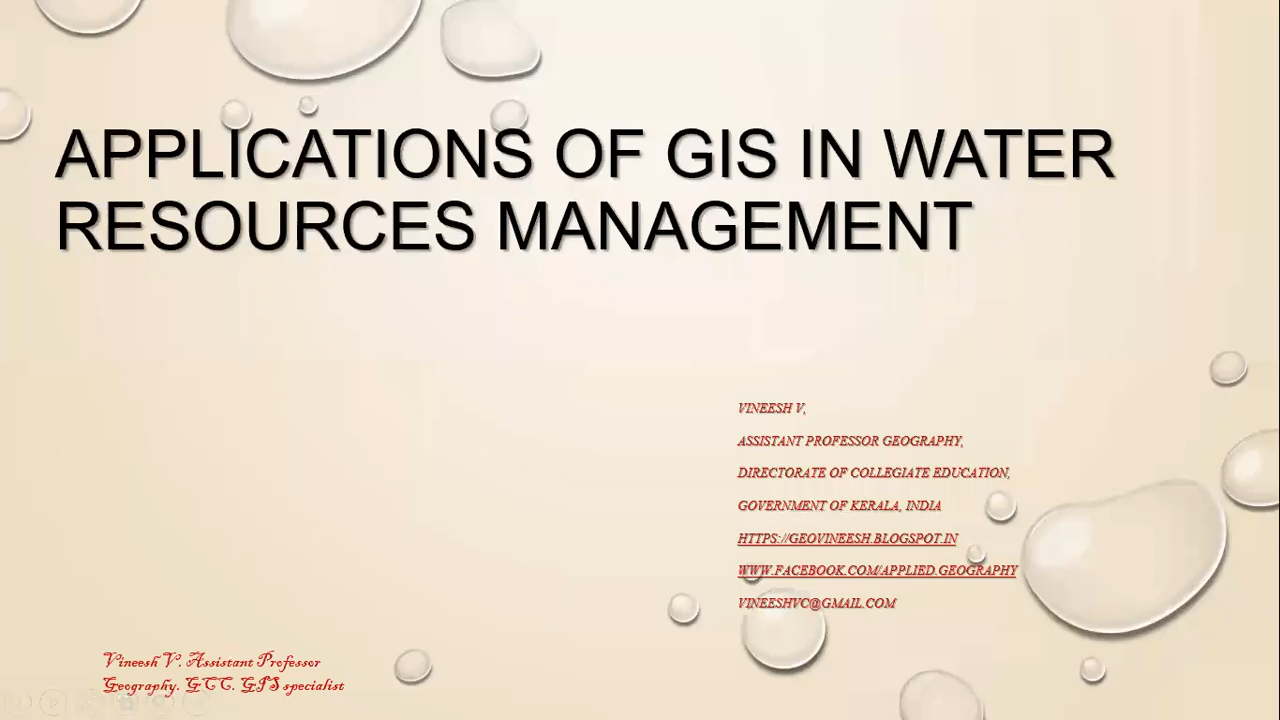 APPLICATIONS OF GIS IN WATER
RESOURCES MANAGEMENT
VINEESH V,
ASSISTANT PROFESSOR GEOGRAPHY,
DIRECTORATE OF COLLEGIATE EDUCATION,
GOVERNMENT OF KERALA, INDIA
HTTPS://GEOVINEESH.BLOGSPOT.IN
WWW.FACEBOOK.COM/APPLIED.GEOGRAPHY
VINEESHVC@GMAIL.COM
Vineesh V. Assistant Professor
Geography. GCC. GIS specialist